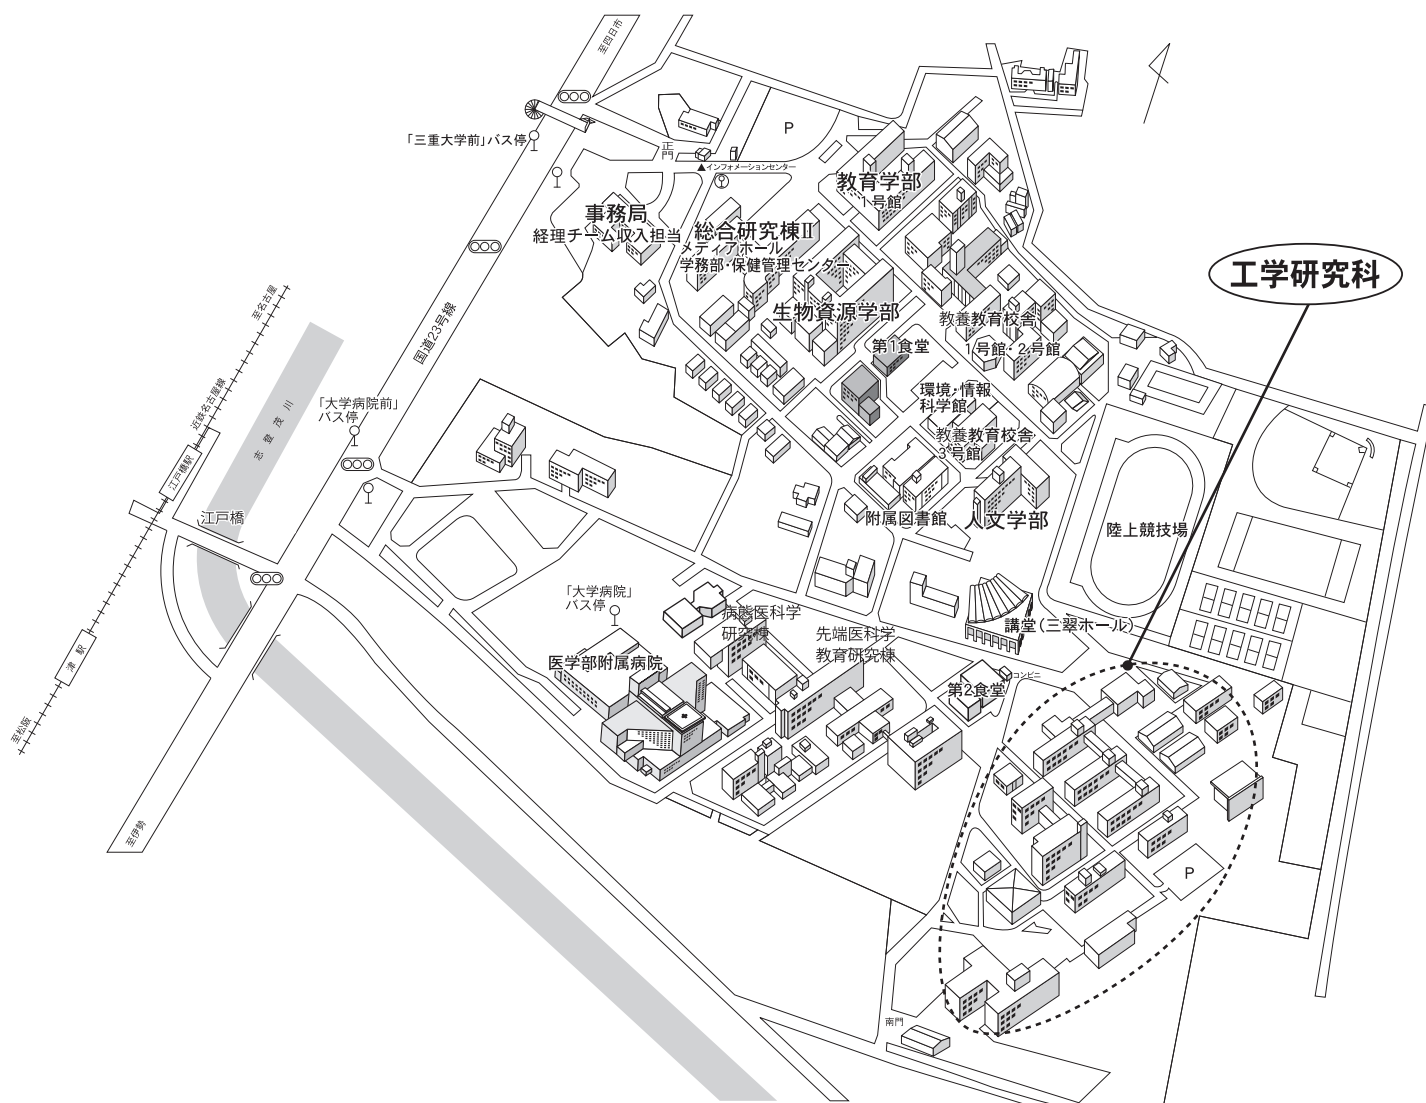 至四日市
「三重大学前」バス停
正門
P
▲インフォメーションセンター
教育学部
1号館
事務局
経理チーム収入担当
総合研究棟Ⅱ
メディアホール
学務部・保健管理センター
工学研究科
至名古屋
国道23号線
生物資源学部
教養教育校舎
1号館・2号館
第1食堂
近鉄名古屋線
志登茂川
「大学病院前」
バス停
環境・情報
科学館
教養教育校舎
3号館
江戸橋駅
江戸橋
附属図書館
人文学部
陸上競技場
「大学病院」
バス停
病態医科学
研究棟
先端医科学
教育研究棟
講堂(三翠ホール)
津駅
医学部附属病院
第2食堂
コンビニ
至松阪
至伊勢
P
南門